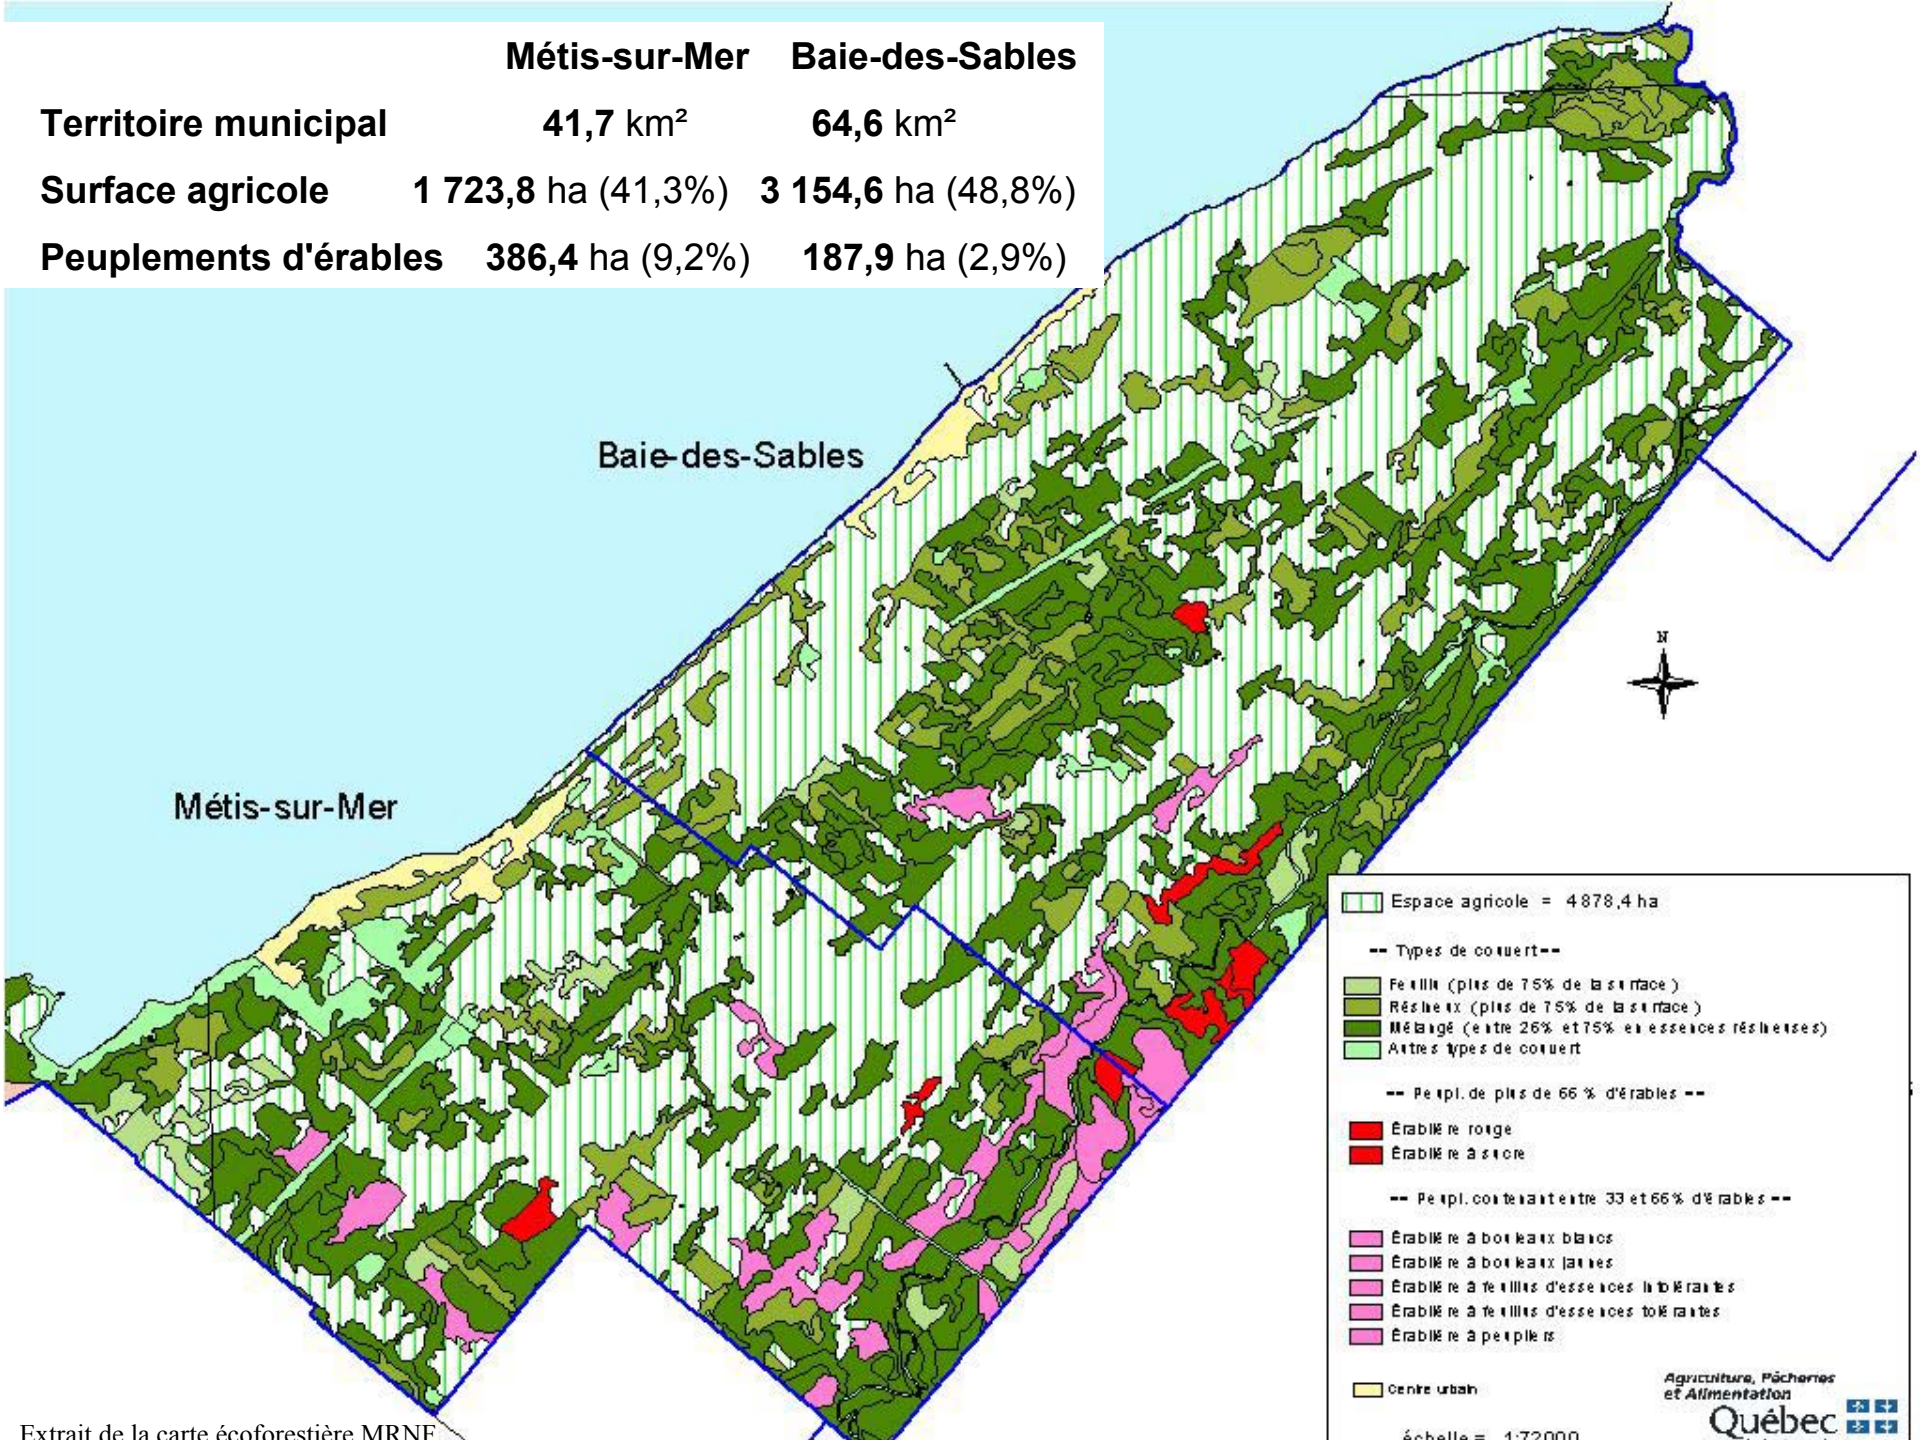 Métis-sur-Mer Baie-des-Sables
Territoire municipal 41,7 km² 64,6 km²
Surface agricole 1 723,8 ha (41,3%) 3 154,6 ha (48,8%)
Peuplements d'érables 386,4 ha (9,2%) 187,9 ha (2,9%)
Baie-des-Sables
Métis-sur-Mer
N
Espace agricole = 4878,4 ha
-- Types de couvert--
Feuillu (plus de 75% de la surface)
Résineux (plus de 75% de la surface)
Mélangé (entre 26% et 75% en essences résineuses)
Autres types de couvert
-- Peupl. de plus de 66 % d'érables --
Érablière rouge
Érablière à sucre
-- Peupl. contenant entre 33 et 66% d'érables --
Érablière à bouleaux blancs
Érablière à bouleaux jaunes
Érablière à feuillus d'essences intolérantes
Érablière à feuillus d'essences tolérantes
Érablière à peupliers
Centre urbain
Agriculture, Pêcheries
et Alimentation
Québec
échelle = 1:72000
Extrait de la carte écoforestière MRNF